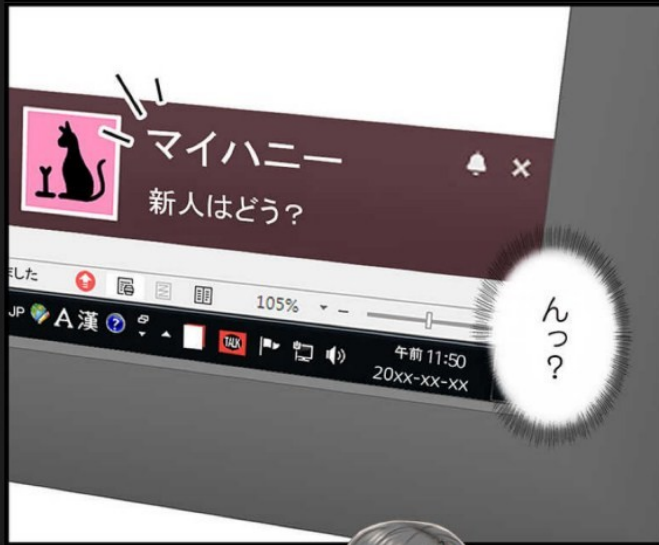 マイハニー
新人はどう?
ました
105%
JP A 漢 ?
TALK
午前 11:50
20xx-xx-xx
んっ?